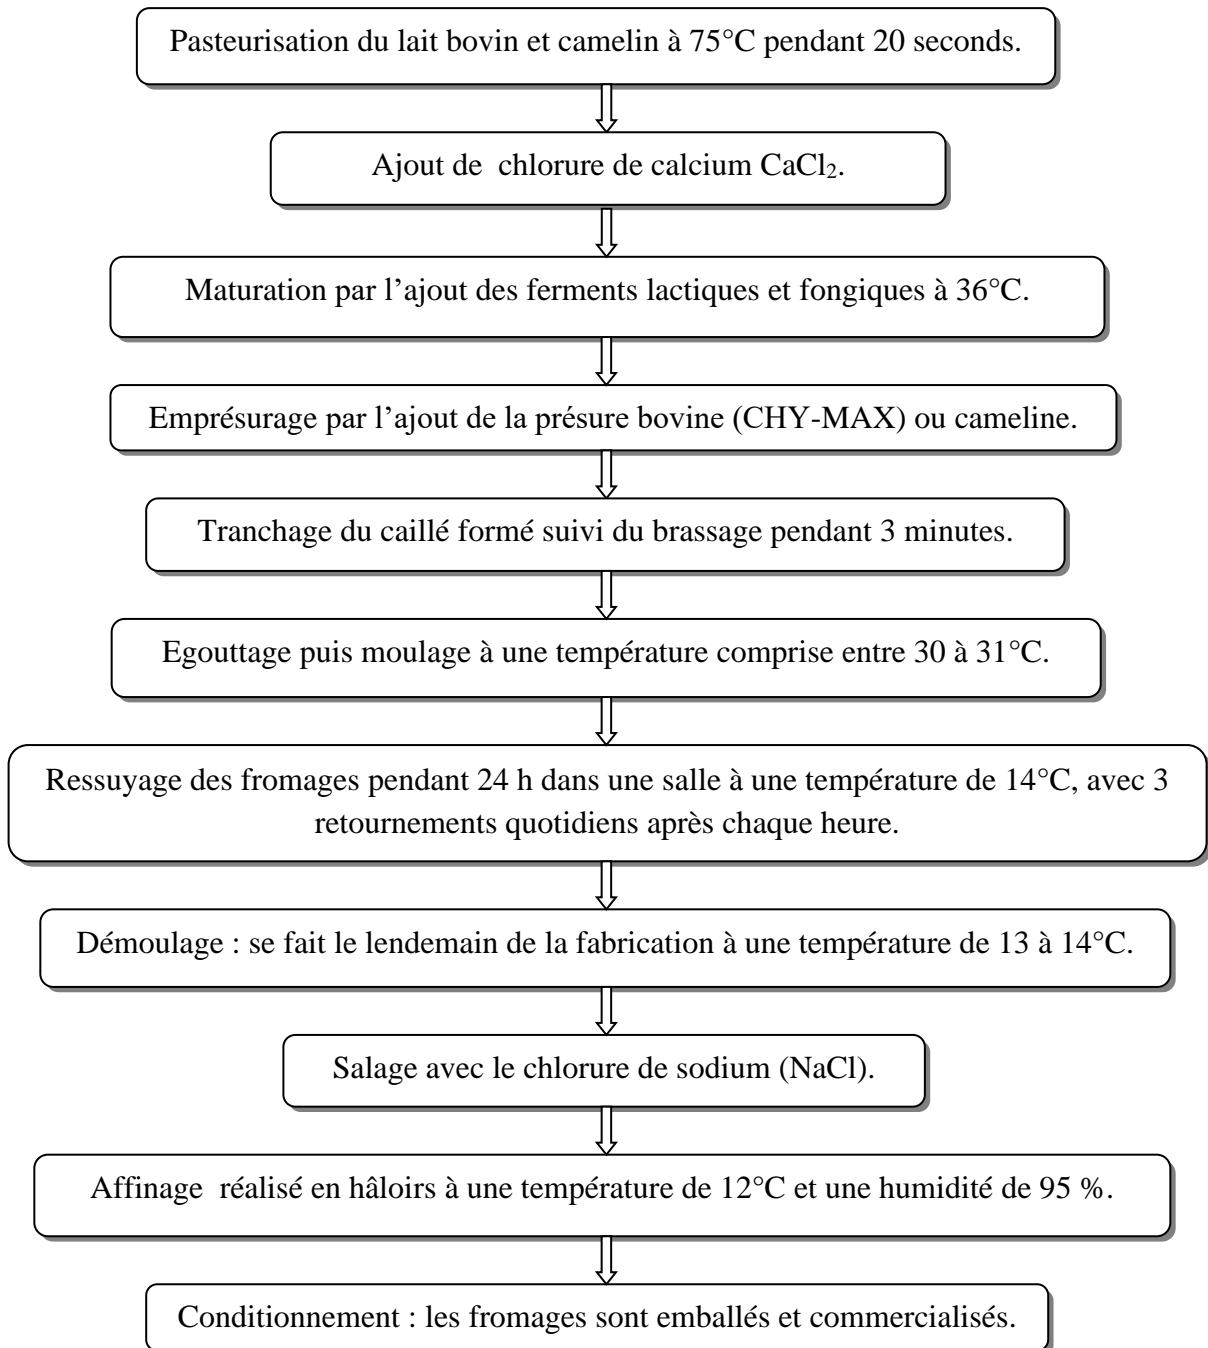 Pasteurisation du lait bovin et camelin à 75°C pendant 20 seconds.
Ajout de chlorure de calcium CaCl₂.
Maturation par l’ajout des ferments lactiques et fongiques à 36°C.
Emprésurage par l’ajout de la présure bovine (CHY-MAX) ou cameline.
Tranchage du caillé formé suivi du brassage pendant 3 minutes.
Egouttage puis moulage à une température comprise entre 30 à 31°C.
Ressuyage des fromages pendant 24 h dans une salle à une température de 14°C, avec 3
retournements quotidiens après chaque heure.
Démoulage : se fait le lendemain de la fabrication à une température de 13 à 14°C.
Salage avec le chlorure de sodium (NaCl).
Affinage réalisé en hâloirs à une température de 12°C et une humidité de 95 %.
Conditionnement : les fromages sont emballés et commercialisés.